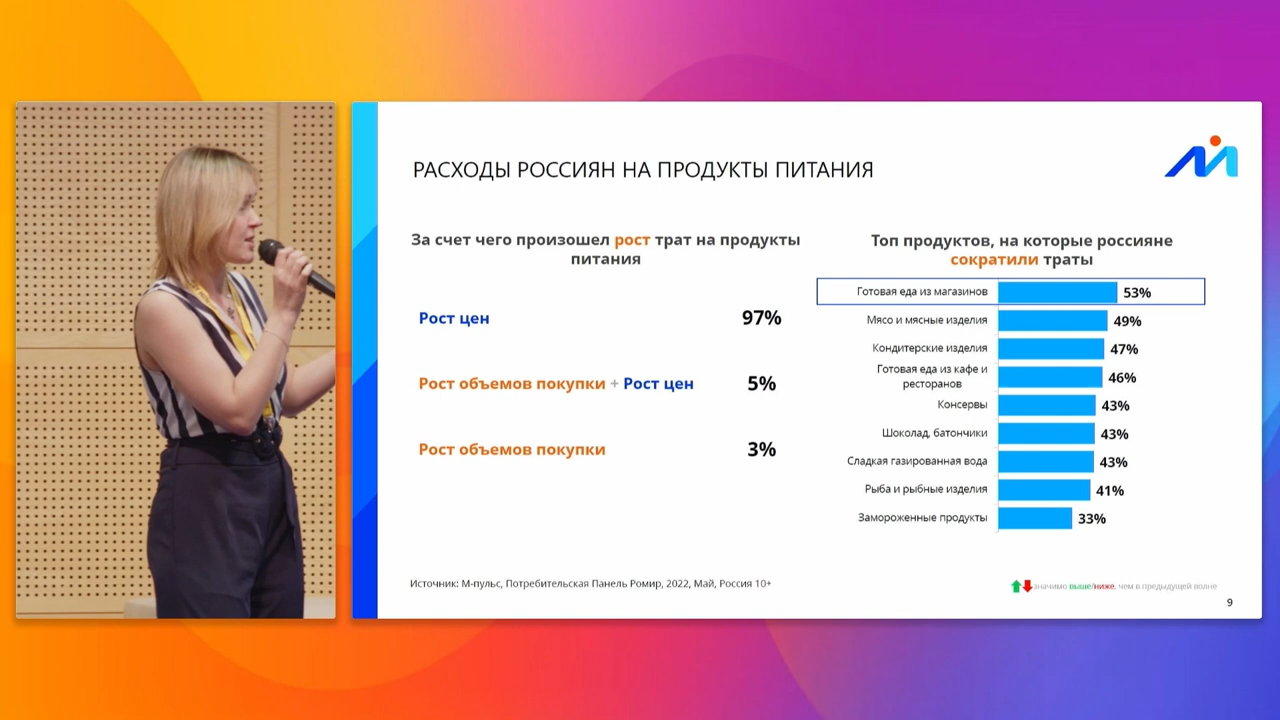 РАСХОДЫ РОССИЯН НА ПРОДУКТЫ ПИТАНИЯ
За счет чего произошел рост трат на продукты
питания
Рост цен 97%
Рост объемов покупки + Рост цен 5%
Рост объемов покупки 3%
Топ продуктов, на которые россияне
сократили траты
Готовая еда из магазинов 53%
Мясо и мясные изделия 49%
Кондитерские изделия 47%
Готовая еда из кафе и
ресторанов 46%
Консервы 43%
Шоколад, батончики 43%
Сладкая газированная вода 43%
Рыба и рыбные изделия 41%
Замороженные продукты 33%
Источник: М-пульс, Потребительская Панель Ромир, 2022, Май, Россия 10+
значимо выше/ниже, чем в предыдущей волне
9